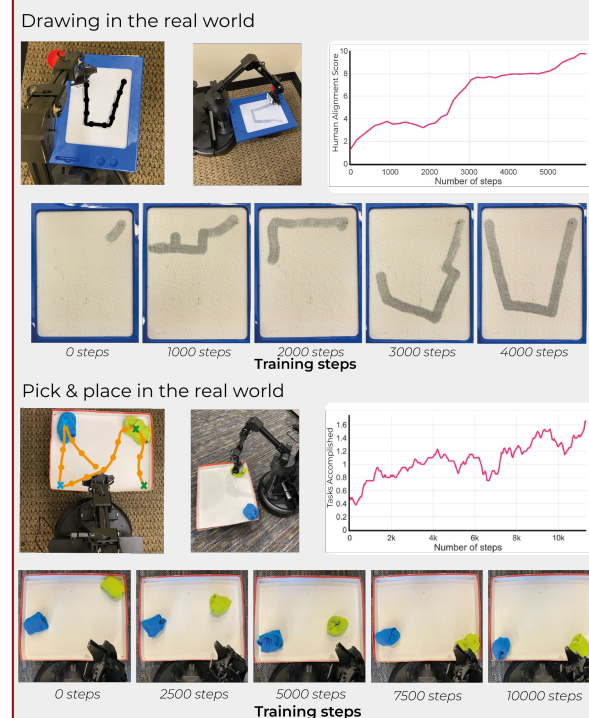 Drawing in the real world
Human Alignment Score
10
8
6
4
2
0
0 1000 2000 3000 4000 5000
Number of steps
0 steps 1000 steps 2000 steps 3000 steps 4000 steps
Training steps
Pick & place in the real world
Tasks Accomplished
1.6
1.4
1.2
1
0.8
0.6
0.4
0.2
0
0 2k 4k 6k 8k 10k
Number of steps
0 steps 2500 steps 5000 steps 7500 steps 10000 steps
Training steps